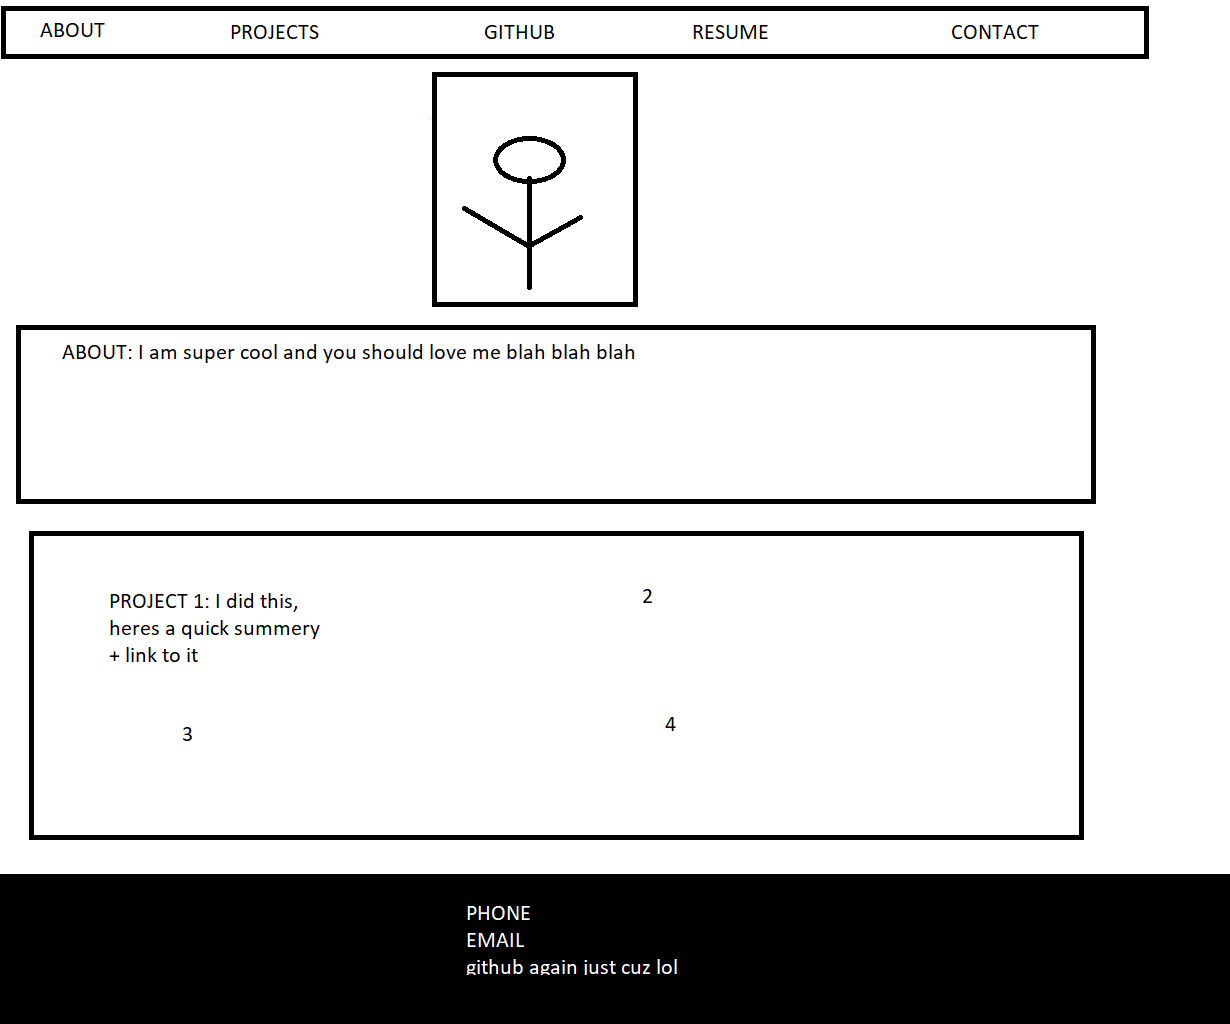 ABOUT PROJECTS GITHUB RESUME CONTACT
ABOUT: I am super cool and you should love me blah blah blah
PROJECT 1: I did this,
heres a quick summery
+ link to it
2
3
4
PHONE
EMAIL
github again just cuz lol